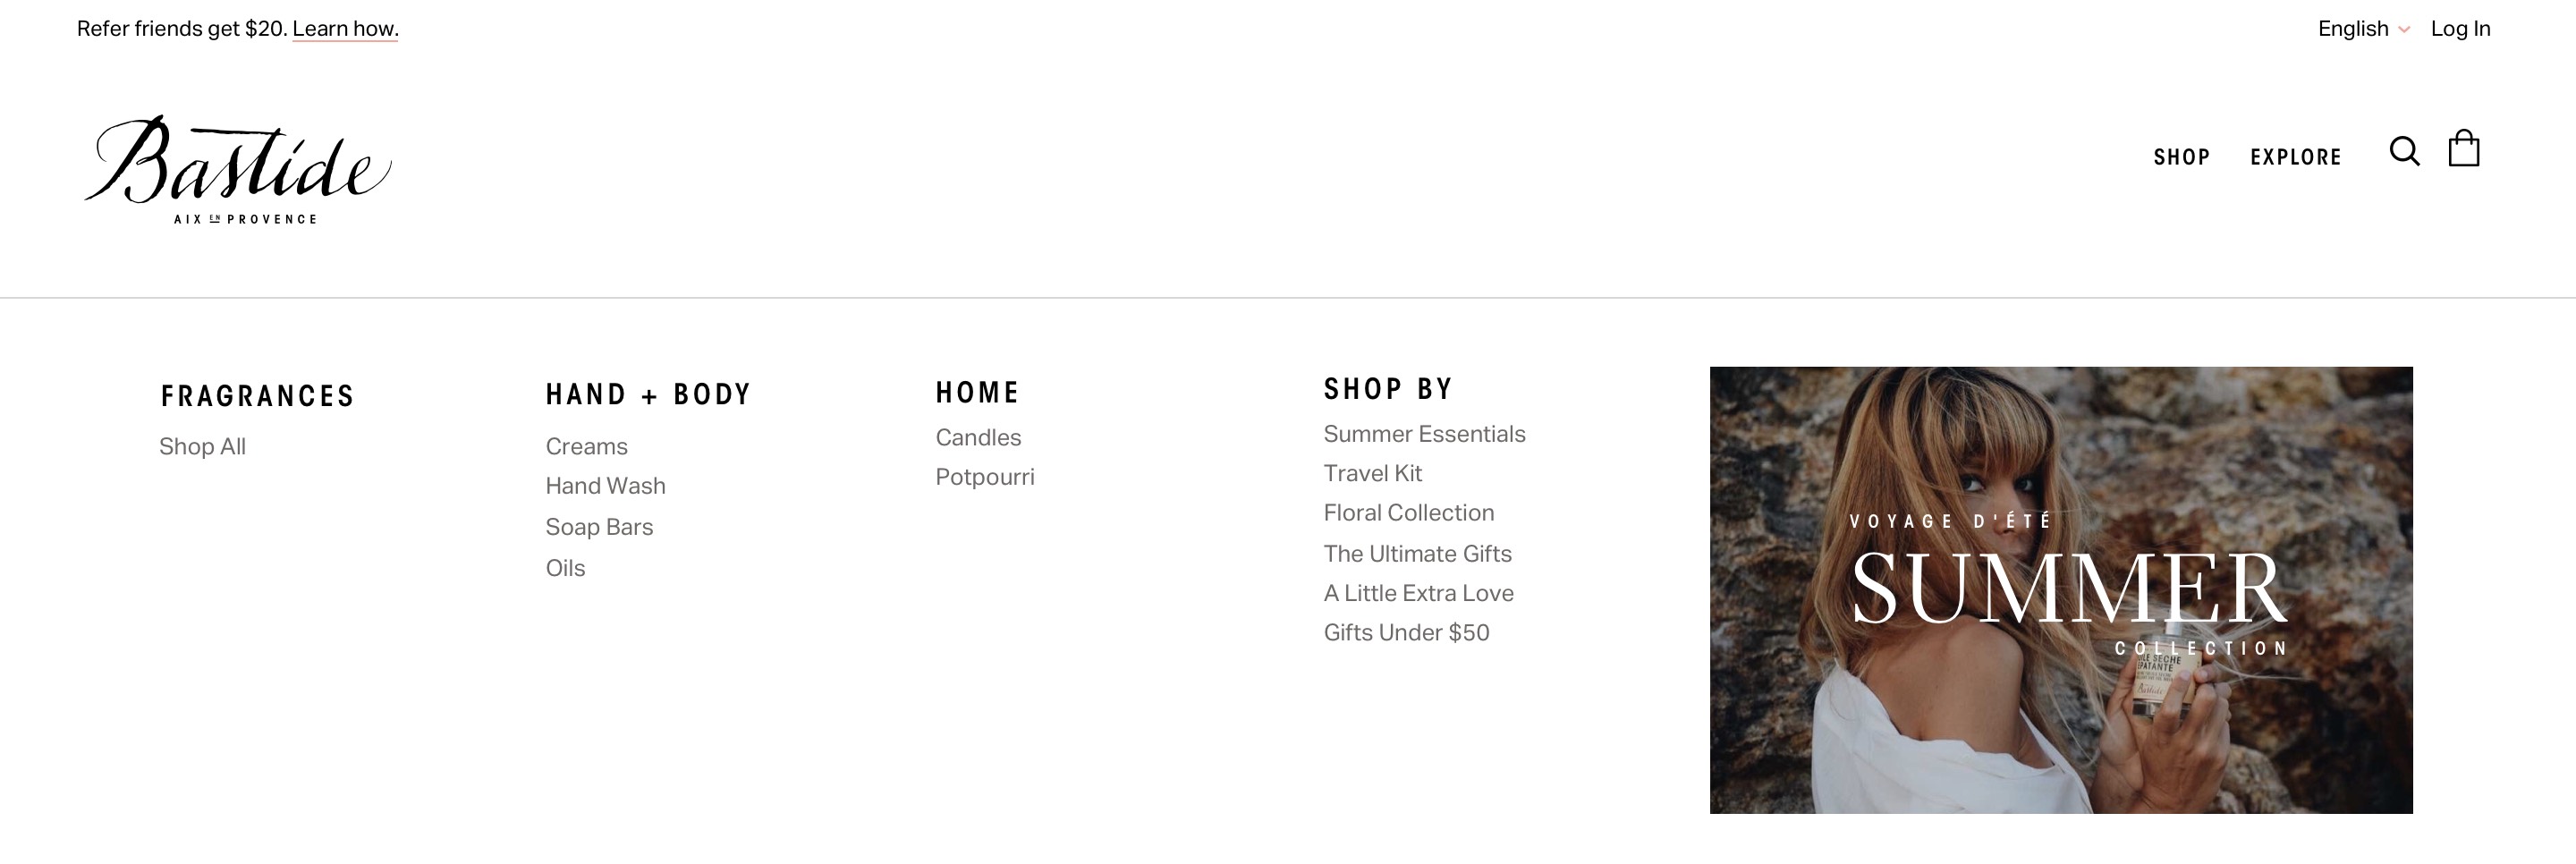 Refer friends get $20. Learn how.
English Log In
Bastide
AIX EN PROVENCE
SHOP EXPLORE
FRAGRANCES
Shop All
HAND + BODY
Creams
Hand Wash
Soap Bars
Oils
HOME
Candles
Potpourri
SHOP BY
Summer Essentials
Travel Kit
Floral Collection
The Ultimate Gifts
A Little Extra Love
Gifts Under $50
VOYAGE D'ÉTÉ
SUMMER
COLLECTION
SÈCHE
Bastide